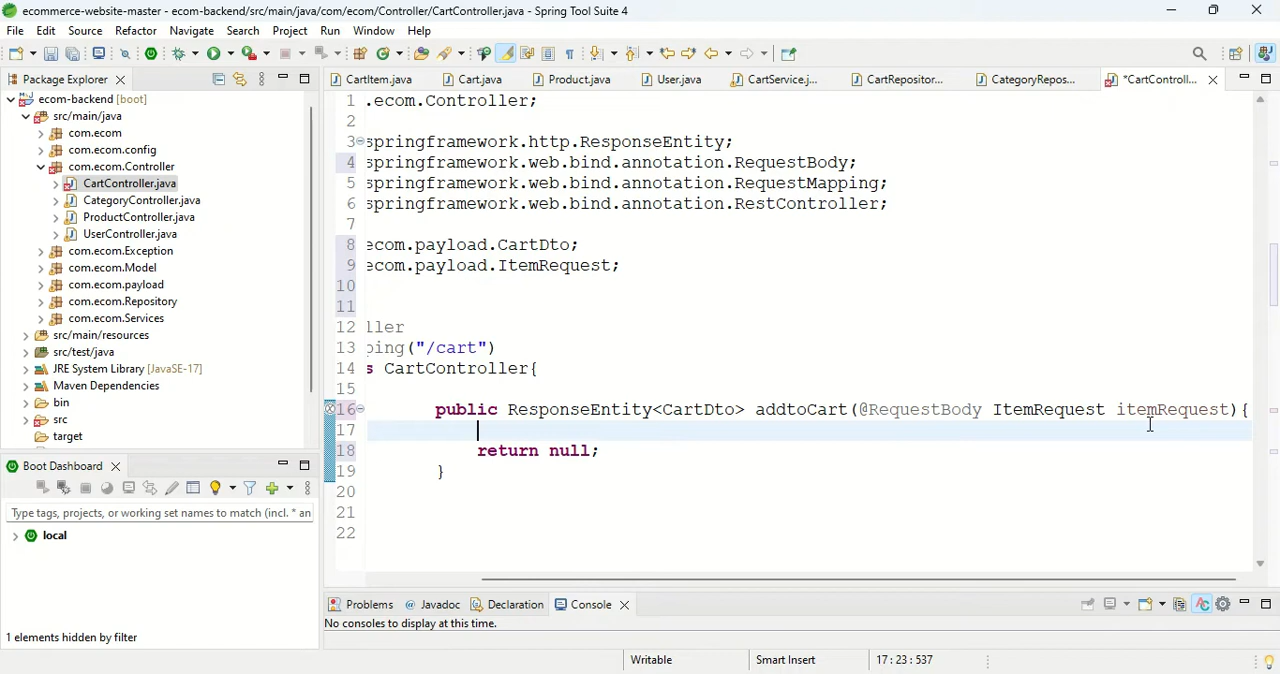 ecommerce-website-master - ecom-backend/src/main/java/com/ecom/Controller/CartController.java - Spring Tool Suite 4
File Edit Source Refactor Navigate Search Project Run Window Help
Package Explorer
CartItem.java Cart.java Product.java User.java CartService.j... CartRepositor... CategoryRepos... *CartControll...
ecom-backend [boot]
src/main/java
com.ecom
com.ecom.config
com.ecom.Controller
CartController.java
CategoryController.java
ProductController.java
UserController.java
com.ecom.Exception
com.ecom.Model
com.ecom.payload
com.ecom.Repository
com.ecom.Services
src/main/resources
src/test/java
JRE System Library [JavaSE-17]
Maven Dependencies
bin
src
target
1 .ecom.Controller;
2
3 springframework.http.ResponseEntity;
4 springframework.web.bind.annotation.RequestBody;
5 springframework.web.bind.annotation.RequestMapping;
6 springframework.web.bind.annotation.RestController;
7
8 ecom.payload.CartDto;
9 ecom.payload.ItemRequest;
10
11
12 ller
13 ping("/cart")
14 s CartController{
15
16 public ResponseEntity<CartDto> addtoCart(@RequestBody ItemRequest itemRequest){
17
18 return null;
19 }
20
21
22
Boot Dashboard
Type tags, projects, or working set names to match (incl. * an
local
1 elements hidden by filter
Problems Javadoc Declaration Console
No consoles to display at this time.
Writable Smart Insert 17 : 23 : 537